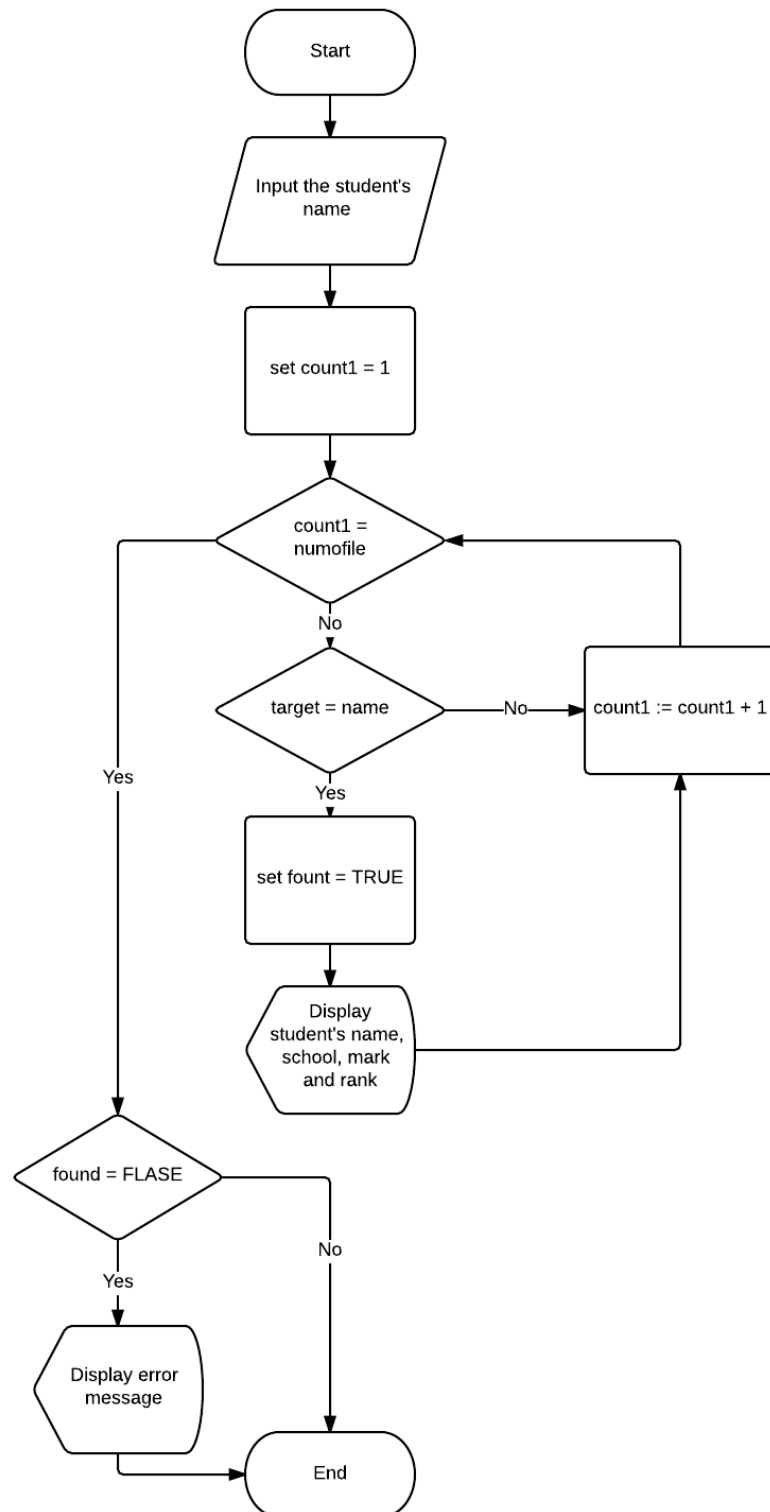 Start
Input the student's
name
set count1 = 1
count1 =
numofile
No
target = name
No
count1 := count1 + 1
Yes
Yes
set fount = TRUE
Display
student's name,
school, mark
and rank
found = FLASE
No
Yes
Display error
message
End